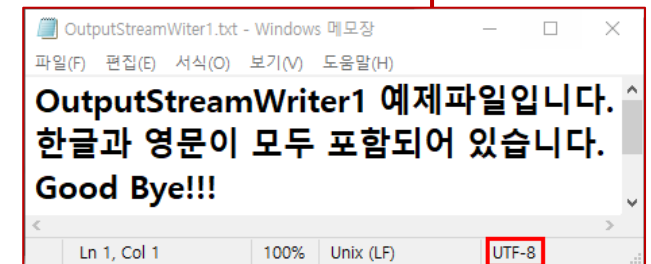 OutputStreamWiter1.txt - Windows 메모장
파일(F) 편집(E) 서식(O) 보기(V) 도움말(H)
OutputStreamWriter1 예제파일입니다.
한글과 영문이 모두 포함되어 있습니다.
Good Bye!!!
Ln 1, Col 1 100% Unix (LF) UTF-8